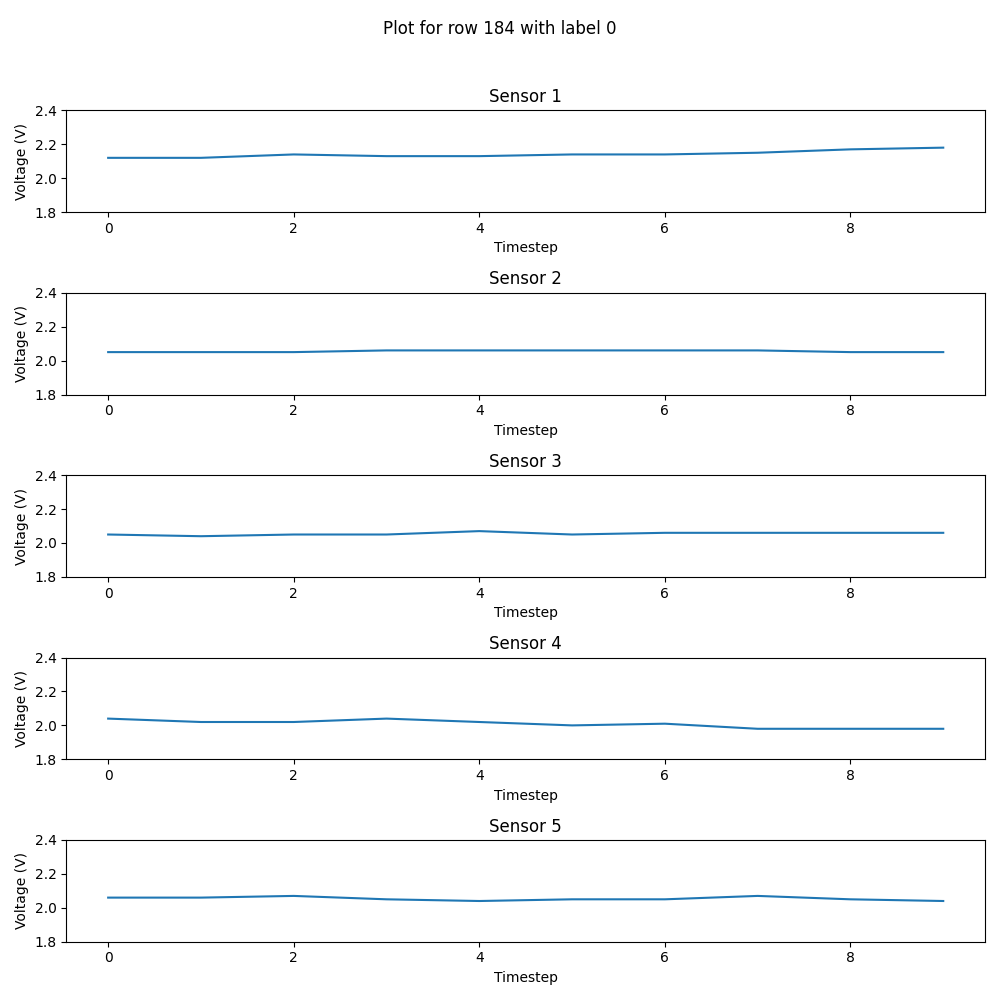 Plot for row 184 with label 0
Sensor 1
Voltage (V)
2.4
2.2
2.0
1.8
0 2 4 6 8
Timestep
Sensor 2
Voltage (V)
2.4
2.2
2.0
1.8
0 2 4 6 8
Timestep
Sensor 3
Voltage (V)
2.4
2.2
2.0
1.8
0 2 4 6 8
Timestep
Sensor 4
Voltage (V)
2.4
2.2
2.0
1.8
0 2 4 6 8
Timestep
Sensor 5
Voltage (V)
2.4
2.2
2.0
1.8
0 2 4 6 8
Timestep